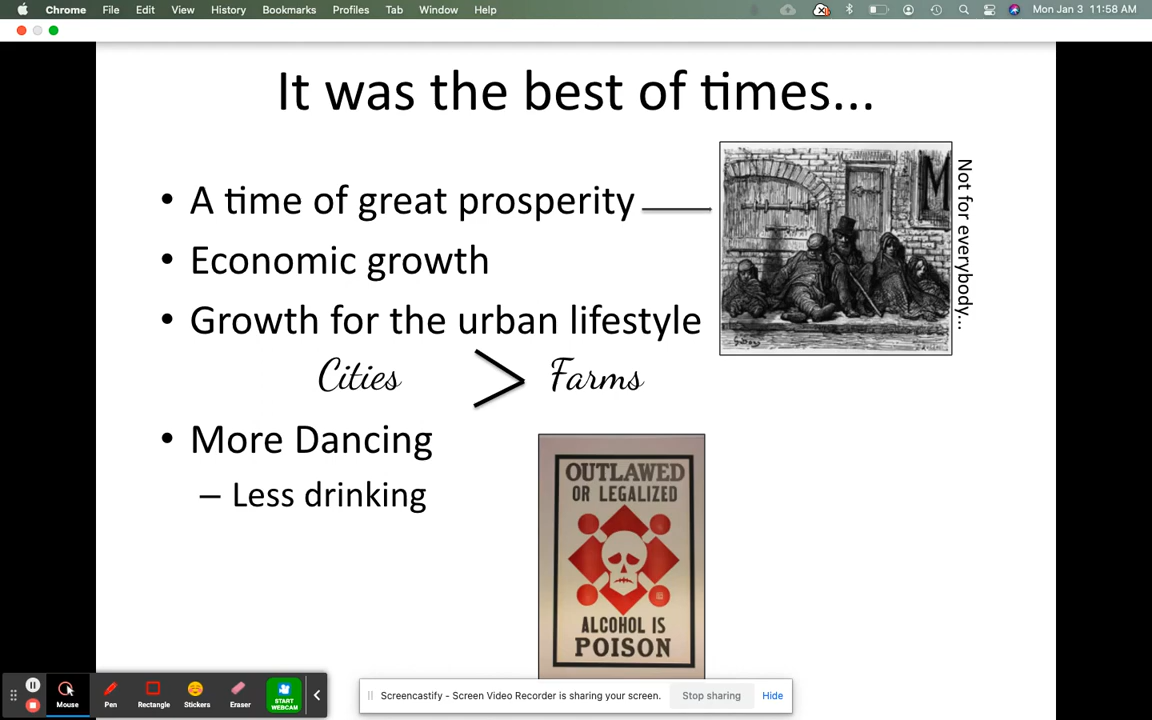 Chrome File Edit View History Bookmarks Profiles Tab Window Help Mon Jan 3 11:58 AM
It was the best of times...
• A time of great prosperity
Not for everybody...
• Economic growth
• Growth for the urban lifestyle
Cities > Farms
• More Dancing
– Less drinking
M
OUTLAWED
OR LEGALIZED
ALCOHOL IS
POISON
Mouse Pen Rectangle Stickers Eraser START WEBCAM
Screencastify - Screen Video Recorder is sharing your screen. Stop sharing Hide